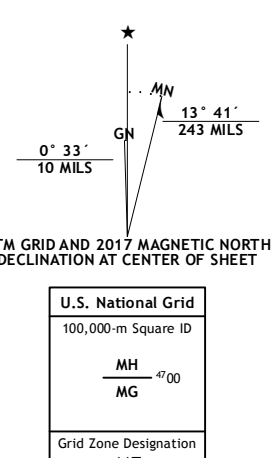 ★
MN
GN
13° 41´
243 MILS
0° 33´
10 MILS
TM GRID AND 2017 MAGNETIC NORTH
DECLINATION AT CENTER OF SHEET
U.S. National Grid
100,000-m Square ID
MH
4700
MG
Grid Zone Designation